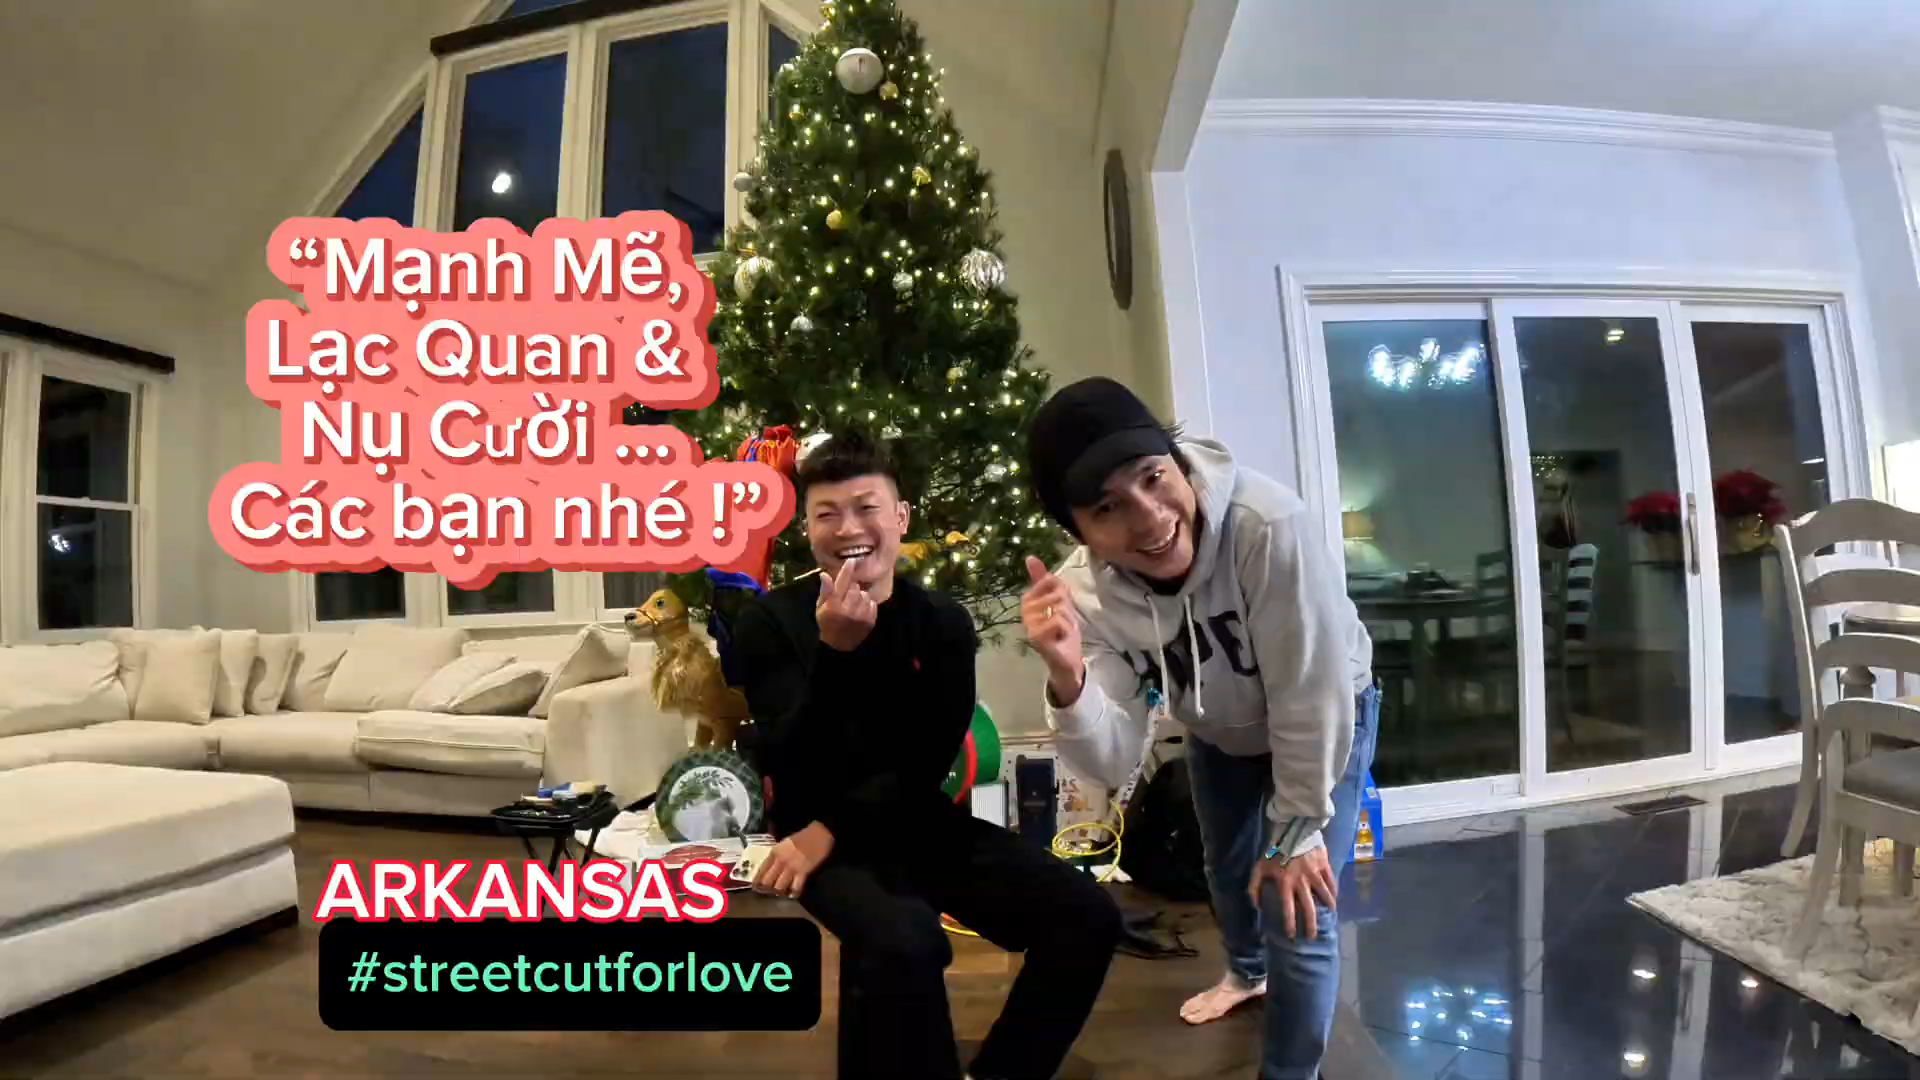 “Mạnh Mẽ,
Lạc Quan &
Nụ Cười ...
Các bạn nhé !”
ARKANSAS
#streetcutforlove